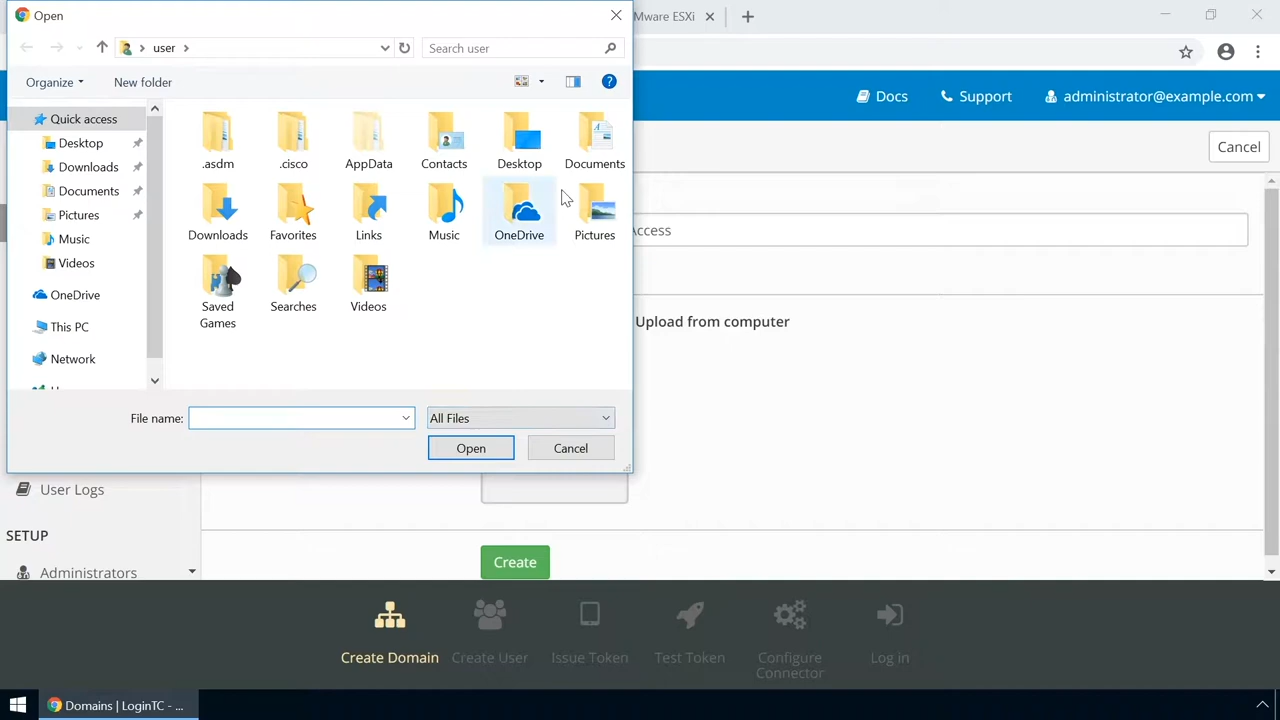 Open
Mware ESXi
user
Search user
Organize
New folder
Docs
Support
administrator@example.com
Cancel
Quick access
Desktop
Downloads
Documents
Pictures
Music
Videos
OneDrive
This PC
Network
.asdm
.cisco
AppData
Contacts
Desktop
Documents
Downloads
Favorites
Links
Music
OneDrive
Pictures
Saved
Games
Searches
Videos
Access
Upload from computer
File name:
All Files
Open
Cancel
User Logs
SETUP
Administrators
Create
Create Domain
Create User
Issue Token
Test Token
Configure
Connector
Log in
Domains | LoginTC - ...